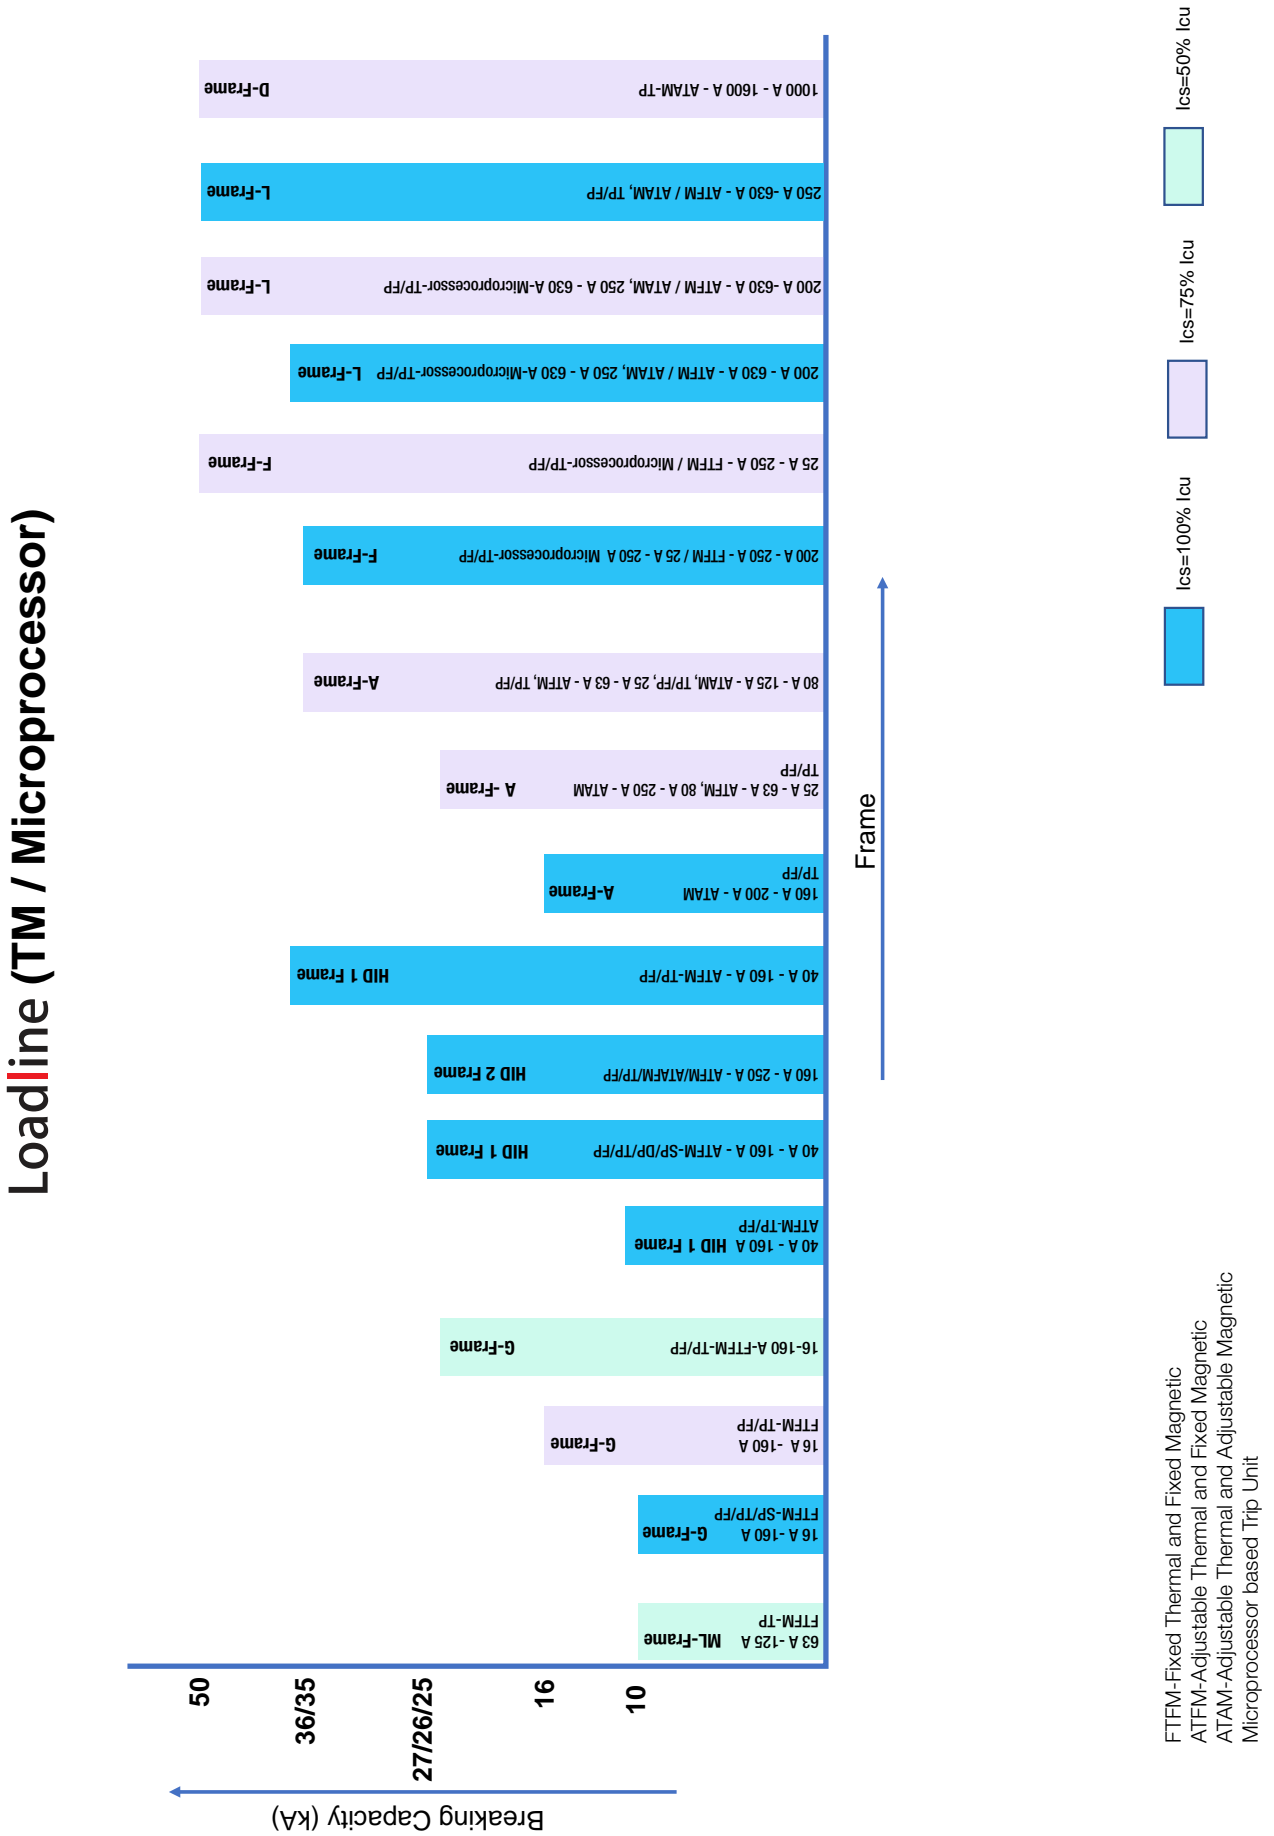 Loadline (TM / Microprocessor)
Breaking Capacity (kA)
50
36/35
27/26/25
16
10
ML-Frame
63 A -125 A
FTFM-TP
G-Frame
16 A -160 A
FTFM-SP/TP/FP
G-Frame
16 A -160 A
FTFM-TP/FP
G-Frame
16-160 A-FTFM-TP/FP
HID 1 Frame
40 A - 160 A
ATFM-TP/FP
HID 1 Frame
40 A - 160 A - ATFM-SP/DP/TP/FP
HID 2 Frame
160 A - 250 A - ATFM/ATAFM/TP/FP
HID 1 Frame
40 A - 160 A - ATFM-TP/FP
A-Frame
160 A - 200 A - ATAM
TP/FP
A -Frame
25 A - 63 A - ATFM, 80 A - 250 A - ATAM
TP/FP
A-Frame
80 A - 125 A - ATAM, TP/FP, 25 A - 63 A - ATFM, TP/FP
F-Frame
200 A - 250 A - FTFM / 25 A - 250 A Microprocessor-TP/FP
F-Frame
25 A - 250 A - FTFM / Microprocessor-TP/FP
L-Frame
200 A - 630 A - ATFM / ATAM, 250 A - 630 A-Microprocessor-TP/FP
L-Frame
200 A -630 A - ATFM / ATAM, 250 A - 630 A-Microprocessor-TP/FP
L-Frame
250 A -630 A - ATFM / ATAM, TP/FP
D-Frame
1000 A - 1600 A - ATAM-TP
Frame
FTFM-Fixed Thermal and Fixed Magnetic
ATFM-Adjustable Thermal and Fixed Magnetic
ATAM-Adjustable Thermal and Adjustable Magnetic
Microprocessor based Trip Unit
Ics=100% Icu
Ics=75% Icu
Ics=50% Icu